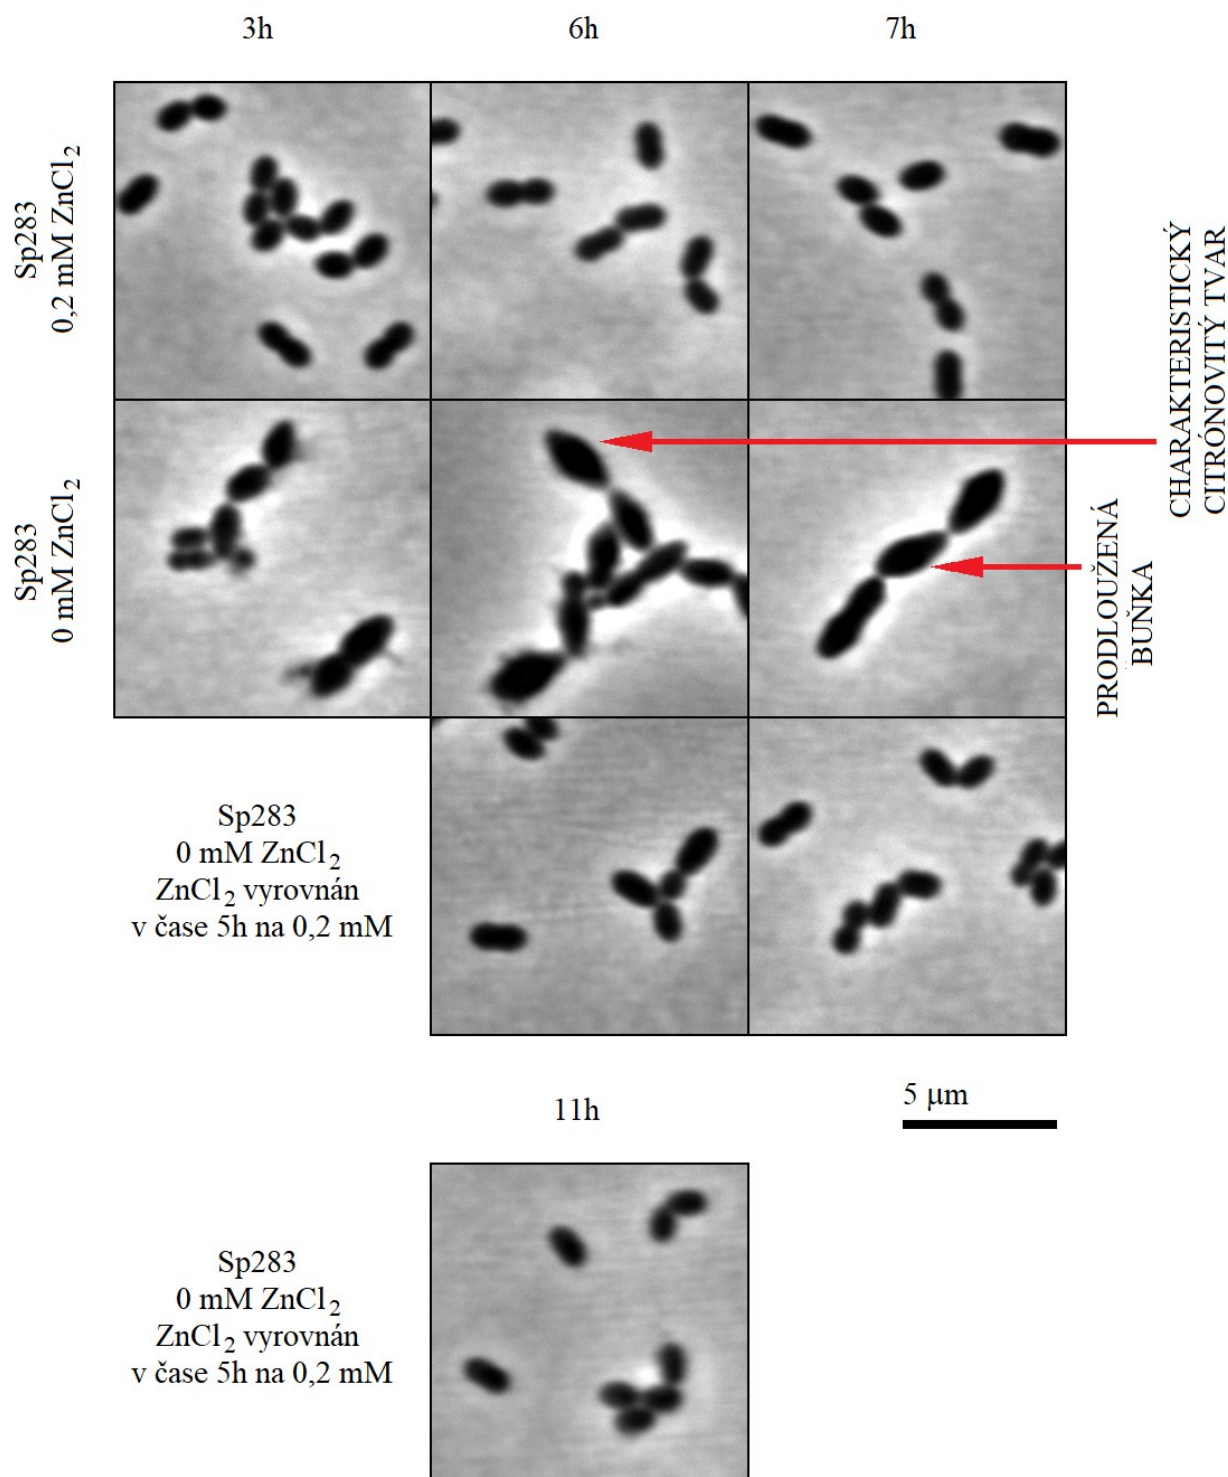 3h
6h
7h
Sp283
0,2 mM ZnCl2
Sp283
0 mM ZnCl2
CHARAKTERISTICKÝ
CITRÓNOVITÝ TVAR
PRODLOUŽENÁ
BUŇKA
Sp283
0 mM ZnCl2
ZnCl2 vyrovnán
v čase 5h na 0,2 mM
5 µm
11h
Sp283
0 mM ZnCl2
ZnCl2 vyrovnán
v čase 5h na 0,2 mM